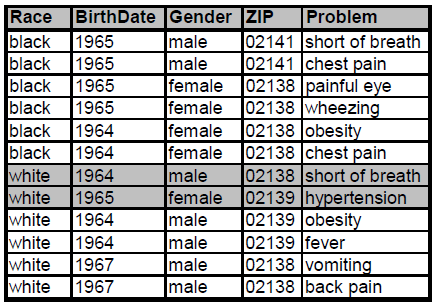 Race BirthDate Gender ZIP Problem
black 1965 male 02141 short of breath
black 1965 male 02141 chest pain
black 1965 female 02138 painful eye
black 1965 female 02138 wheezing
black 1964 female 02138 obesity
black 1964 female 02138 chest pain
white 1964 male 02138 short of breath
white 1965 female 02139 hypertension
white 1964 male 02139 obesity
white 1964 male 02139 fever
white 1967 male 02138 vomiting
white 1967 male 02138 back pain